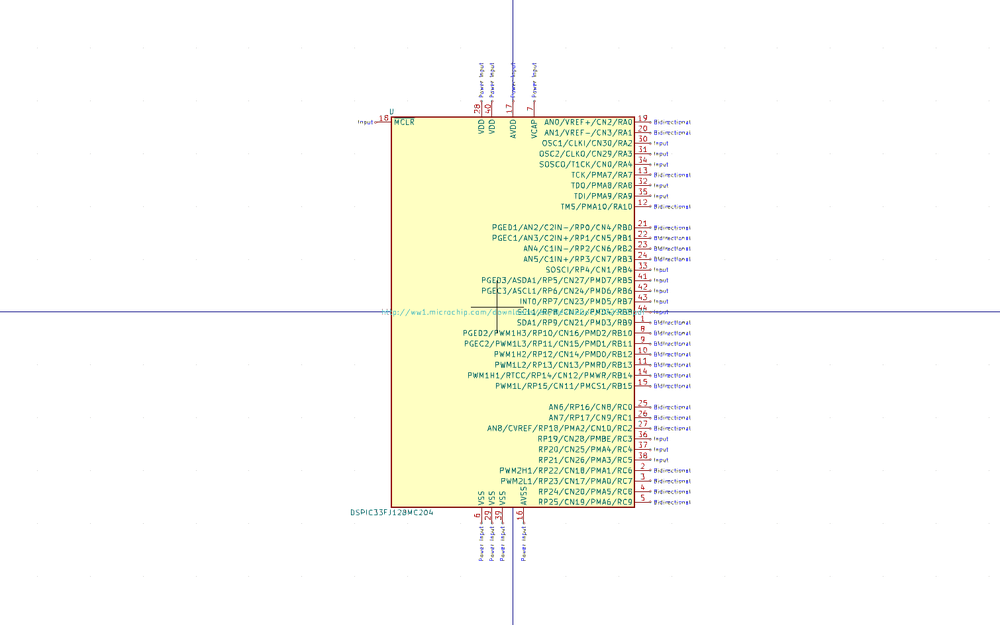 Power Input Power Input Power Input Power Input
28 40 17 7
U
Input 18 MCLR
VDD VDD AVDD VCAP
AN0/VREF+/CN2/RA0 19 Bidirectional
AN1/VREF-/CN3/RA1 20 Bidirectional
OSC1/CLKI/CN30/RA2 30 Input
OSC2/CLKO/CN29/RA3 31 Input
SOSCO/T1CK/CN0/RA4 34 Input
TCK/PMA7/RA7 13 Bidirectional
TDO/PMA8/RA8 32 Input
TDI/PMA9/RA9 35 Input
TMS/PMA10/RA10 12 Bidirectional
PGED1/AN2/C2IN-/RP0/CN4/RB0 21 Bidirectional
PGEC1/AN3/C2IN+/RP1/CN5/RB1 22 Bidirectional
AN4/C1IN-/RP2/CN6/RB2 23 Bidirectional
AN5/C1IN+/RP3/CN7/RB3 24 Bidirectional
SOSCI/RP4/CN1/RB4 33 Input
PGED3/ASDA1/RP5/CN27/PMD7/RB5 41 Input
PGEC3/ASCL1/RP6/CN24/PMD6/RB6 42 Input
INT0/RP7/CN23/PMD5/RB7 43 Input
http://ww1.microchip.com/
SCL1/RP8/CN22/PMD4/RB8 44 Input
SDA1/RP9/CN21/PMD3/RB9 1 Bidirectional
PGED2/PWM1H3/RP10/CN16/PMD2/RB10 8 Bidirectional
PGEC2/PWM1L3/RP11/CN15/PMD1/RB11 9 Bidirectional
PWM1H2/RP12/CN14/PMD0/RB12 10 Bidirectional
PWM1L2/RP13/CN13/PMRD/RB13 11 Bidirectional
PWM1H1/RTCC/RP14/CN12/PMWR/RB14 14 Bidirectional
PWM1L/RP15/CN11/PMCS1/RB15 15 Bidirectional
AN6/RP16/CN8/RC0 25 Bidirectional
AN7/RP17/CN9/RC1 26 Bidirectional
AN8/CVREF/RP18/PMA2/CN10/RC2 27 Bidirectional
RP19/CN28/PMBE/RC3 36 Input
RP20/CN25/PMA4/RC4 37 Input
RP21/CN26/PMA3/RC5 38 Input
PWM2H1/RP22/CN18/PMA1/RC6 2 Bidirectional
PWM2L1/RP23/CN17/PMA0/RC7 3 Bidirectional
RP24/CN20/PMA5/RC8 4 Bidirectional
RP25/CN19/PMA6/RC9 5 Bidirectional
VSS VSS VSS AVSS
DSPIC33FJ128MC204
6 29 39 16
Power Input Power Input Power Input Power Input